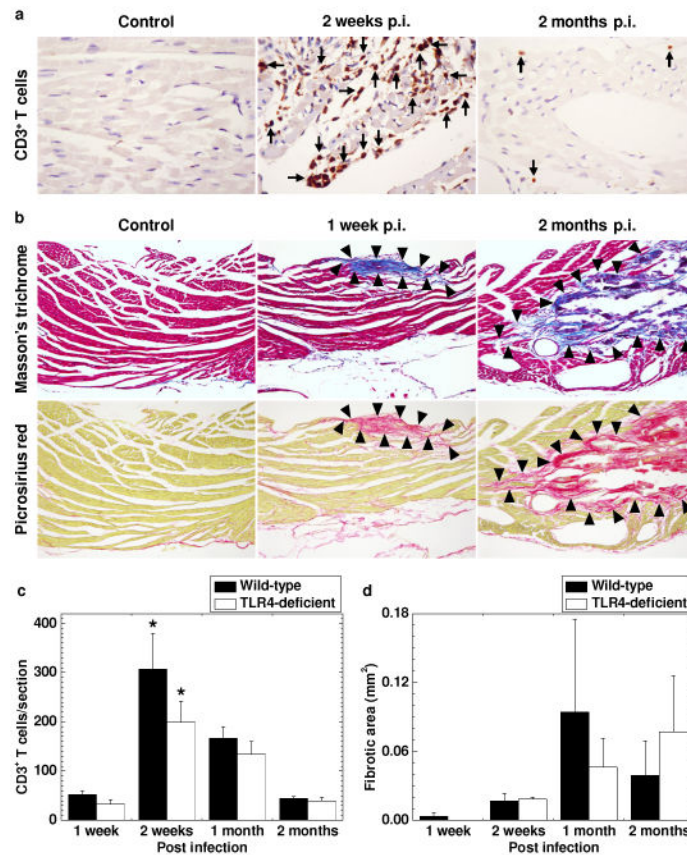 a
Control
2 weeks p.i.
2 months p.i.
CD3⁺ T cells
b
Control
1 week p.i.
2 months p.i.
Masson's trichrome
Picrosirius red
c
Wild-type
TLR4-deficient
CD3⁺ T cells/section
400
300
200
100
0
1 week
2 weeks
1 month
2 months
Post infection
*
*
d
Wild-type
TLR4-deficient
Fibrotic area (mm²)
0.18
0.12
0.06
0.00
1 week
2 weeks
1 month
2 months
Post infection